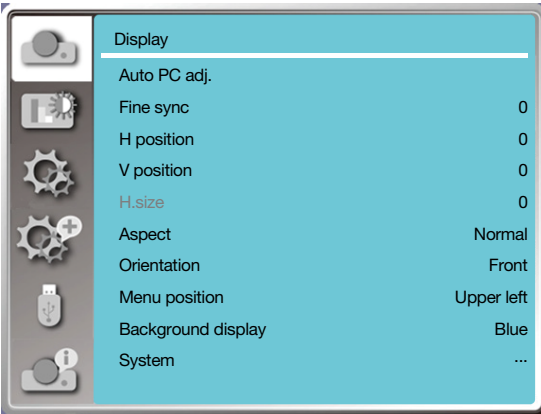 Display
Auto PC adj.
Fine sync 0
H position 0
V position 0
H.size 0
Aspect Normal
Orientation Front
Menu position Upper left
Background display Blue
System ...